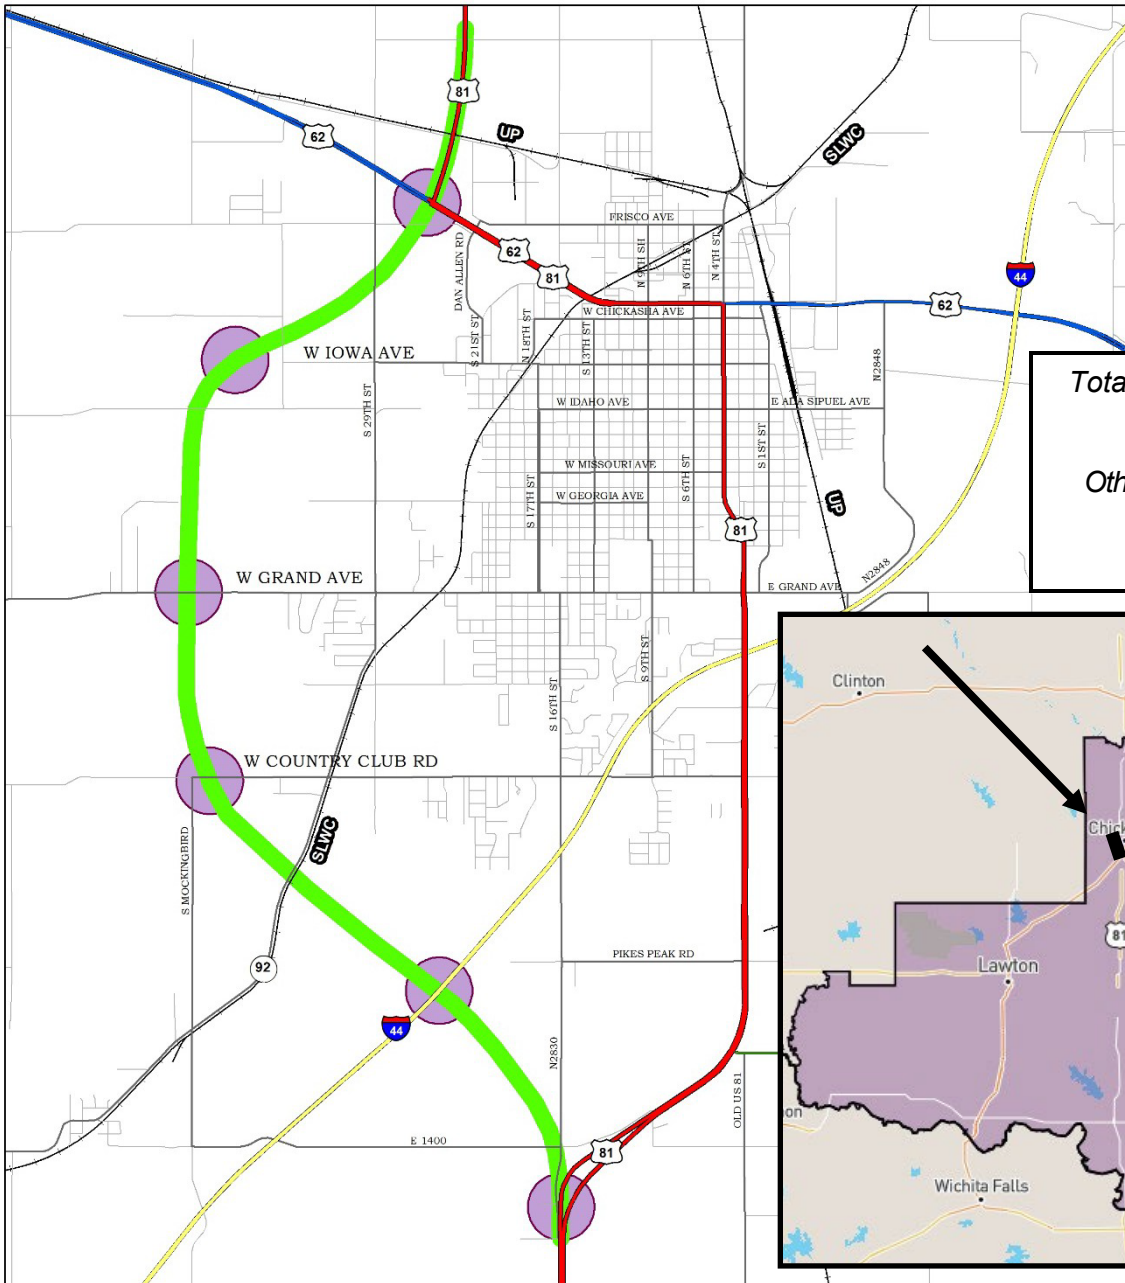 81
62
UP
SLWC
FRISCO AVE
DAN ALLEN RD
62
81
N 9TH SH
N 6TH ST
N 4TH ST
44
62
W CHICKASHA AVE
S 21ST ST
N 18TH ST
S 13TH ST
N2848
W IOWA AVE
S 29TH ST
W IDAHO AVE
E ADA SIPUEL AVE
Tota
Oth
W MISSOURI AVE
S 6TH ST
S 1ST ST
W GEORGIA AVE
S 17TH ST
UP
81
N2848
W GRAND AVE
E GRAND AVE
S 9TH ST
S 16TH ST
W COUNTRY CLUB RD
SLWC
S MOCKINGBIRD
92
PIKES PEAK RD
44
N2830
OLD US 81
E 1400
81
Clinton
Chick
81
Lawton
on
Wichita Falls